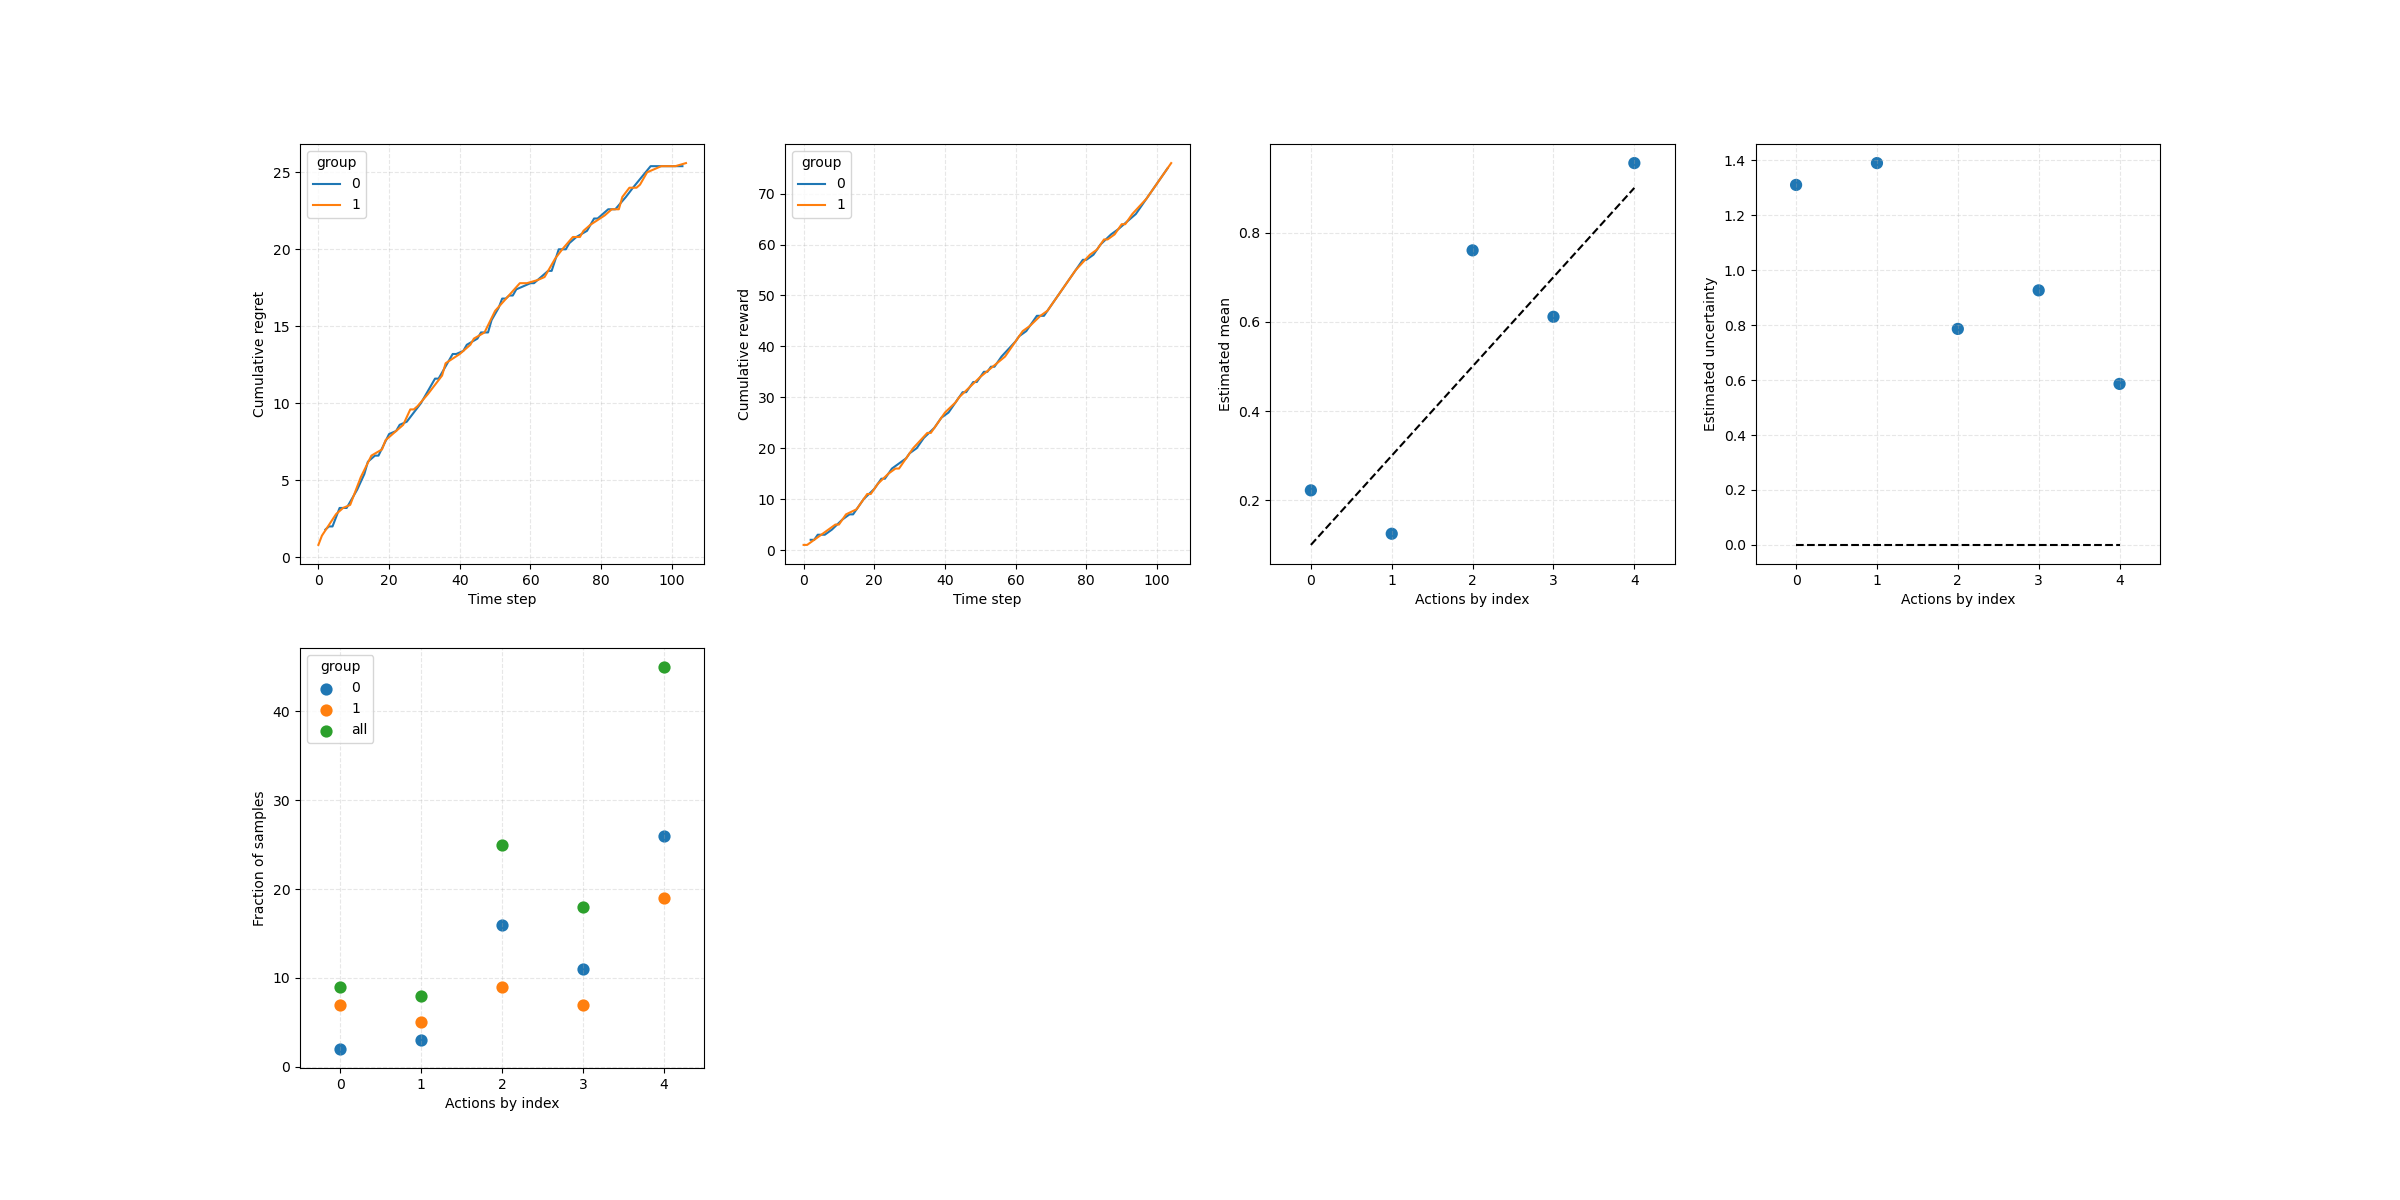 group
0
1
25
20
15
10
5
0
Cumulative regret
0 20 40 60 80 100
Time step
group
0
1
70
60
50
40
30
20
10
0
Cumulative reward
0 20 40 60 80 100
Time step
0.8
0.6
0.4
0.2
Estimated mean
0 1 2 3 4
Actions by index
1.4
1.2
1.0
0.8
0.6
0.4
0.2
0.0
Estimated uncertainty
0 1 2 3 4
Actions by index
group
0
1
all
40
30
20
10
0
Fraction of samples
0 1 2 3 4
Actions by index